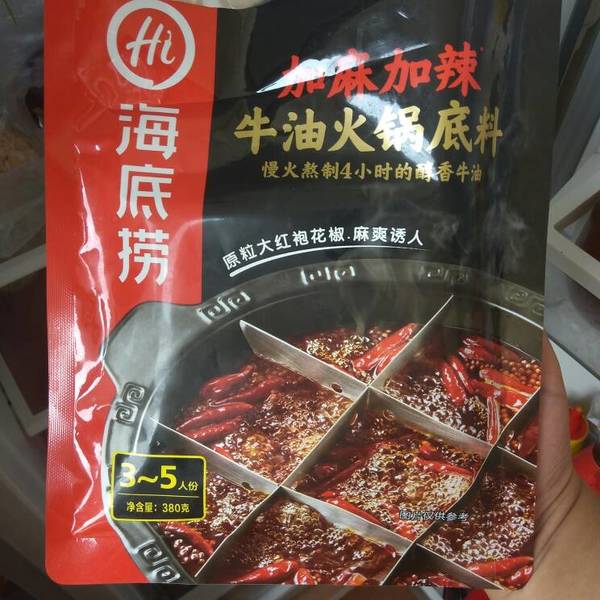 Hi
海底捞
加麻加辣
牛油火锅底料
慢火熬制4小时的醇香牛油
原粒大红袍花椒.麻爽诱人
3~5人份
净含量：380克
图片仅供参考